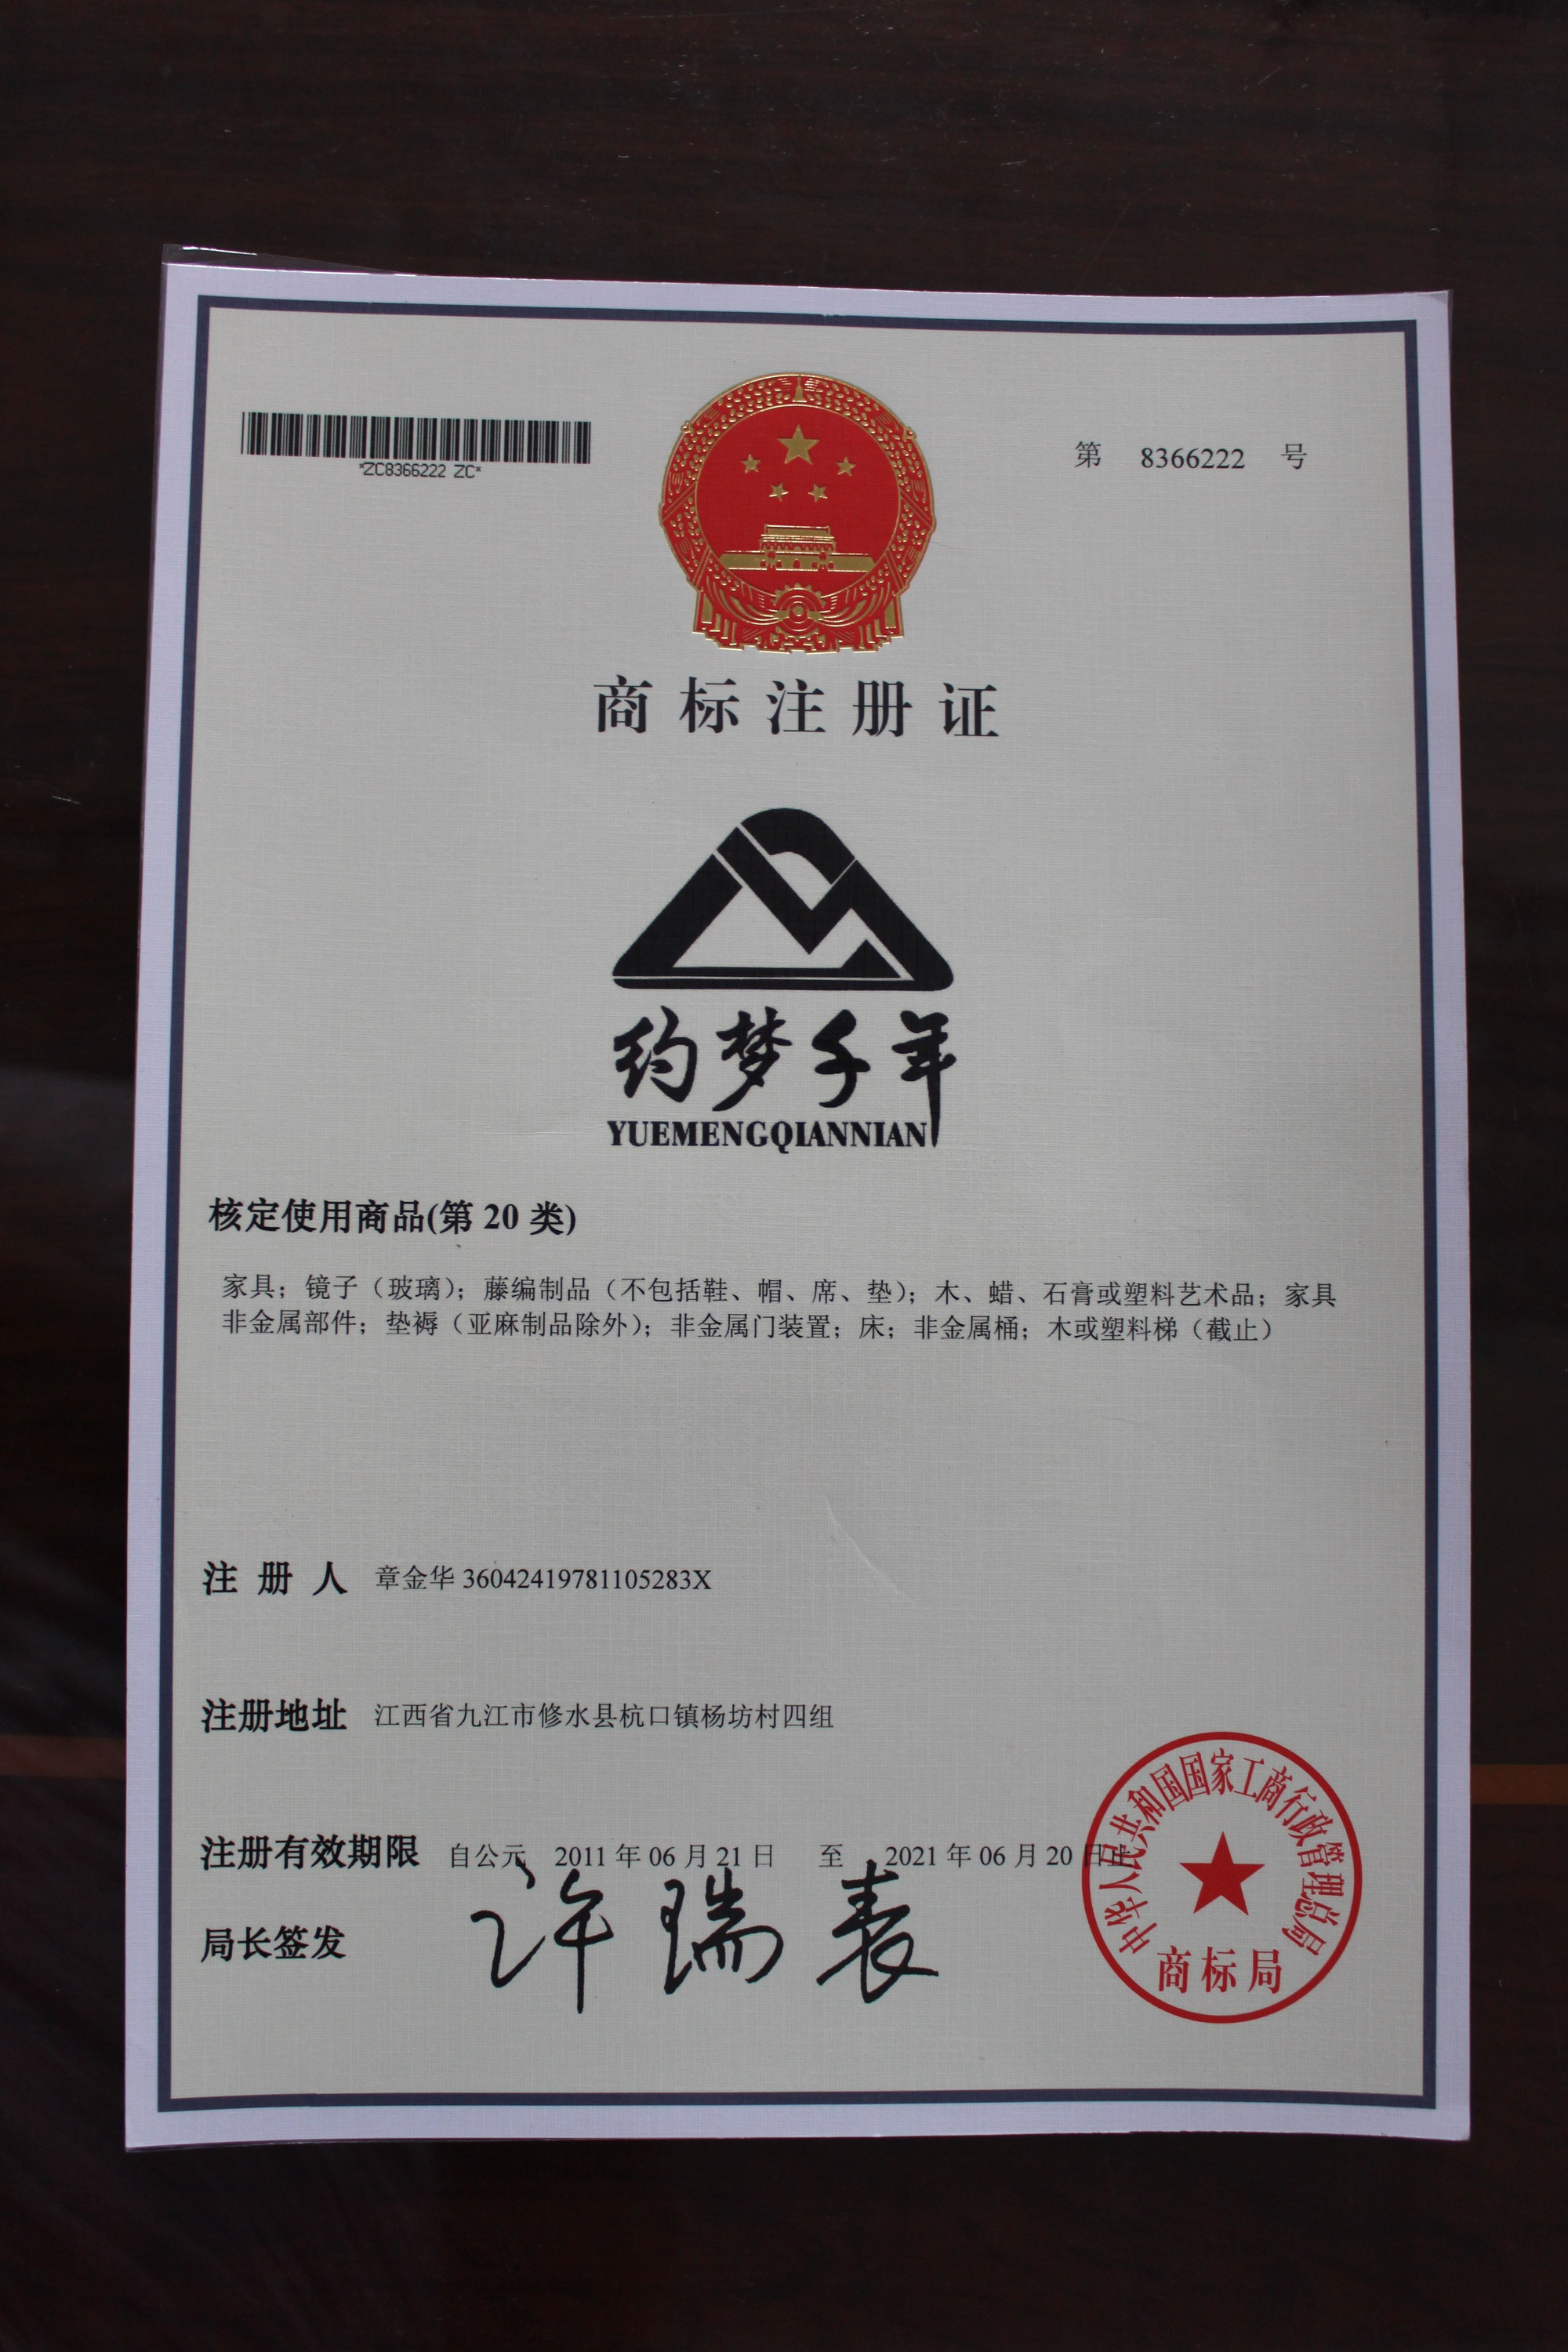 *ZC8366222 ZC*
第 8366222 号
商标注册证
约梦千年
YUEMENGQIANNIAN
核定使用商品(第 20 类)
家具；镜子（玻璃）；藤编制品（不包括鞋、帽、席、垫）；木、蜡、石膏或塑料艺术品；家具
非金属部件；垫褥（亚麻制品除外）；非金属门装置；床；非金属桶；木或塑料梯（截止）
注 册 人 章金华 36042419781105283X
注册地址 江西省九江市修水县杭口镇杨坊村四组
注册有效期限 自公元 2011 年 06 月 21 日 至 2021 年 06 月 20 日止
局长签发 许瑞表
中华人民共和国国家工商行政管理总局
商标局